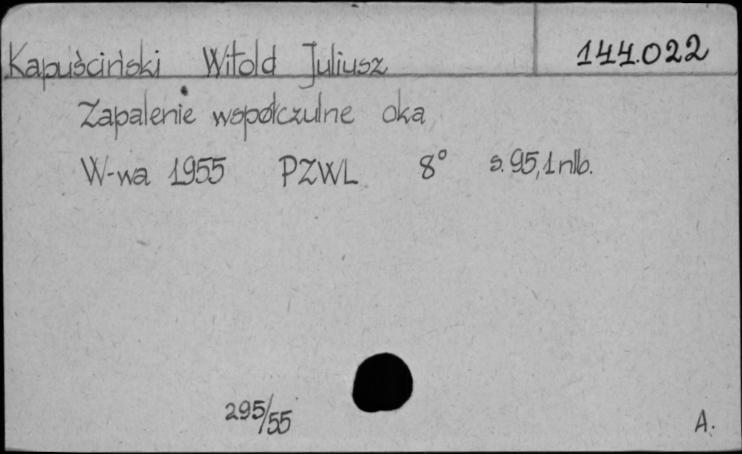 Kapuściński Witold Juliusz 144.022
Zapalenie współczulne oka
W-wa 1955 PZWL 8° s. 95, 1 nlb.
295/55
A.